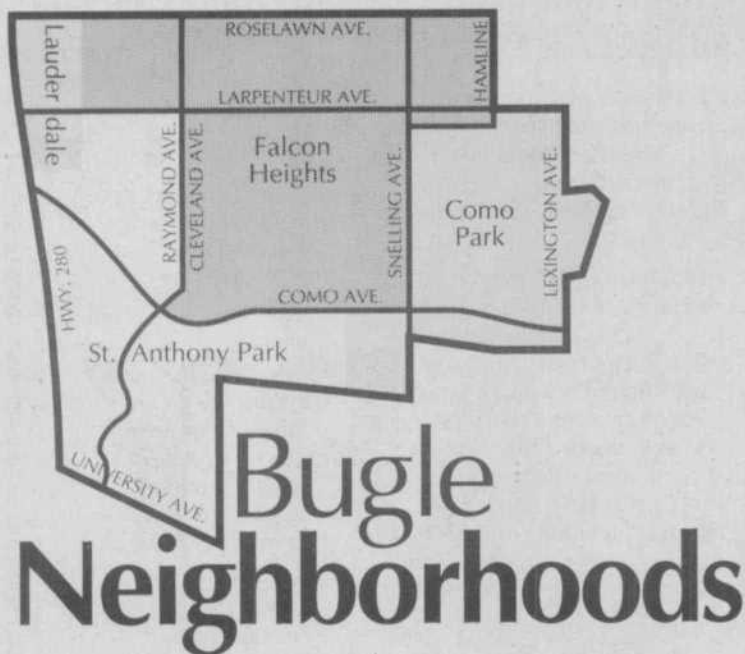 ROSELAWN AVE.
Lauder dale
HAMLINE
LARPENTEUR AVE.
RAYMOND AVE.
CLEVELAND AVE.
Falcon
Heights
SNELLING AVE.
Como
Park
LEXINGTON AVE.
HWY. 280
COMO AVE.
St. Anthony Park
UNIVERSITY AVE.
Bugle
Neighborhoods